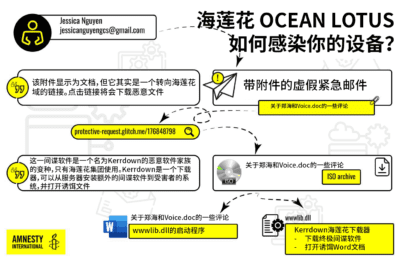 Jessica Nguyen
jessicanguyengcs@gmail.com
海莲花 OCEAN LOTUS
如何感染你的设备?
该附件显示为文档，但它其实是一个转向海莲花
域的链接。点击链接将会下载恶意文件
带附件的虚假紧急邮件
关于郑海和Voice.doc的一些评论
protective-request.glitch.me/176848798
这一间谍软件是一个名为Kerrdown的恶意软件家族
的变种，只有海莲花集团使用。Kerrdown是一个下载
器，可以从服务器安装额外的间谍软件到受害者的系
统，并打开诱饵文件
ISO
关于郑海和Voice.doc的一些评论
ISO archive
关于郑海和Voice.doc的一些评论
wwwlib.dll的启动程序
wwwlib.dll
Kerrdown海莲花下载器
- 下载终极间谍软件
- 打开诱饵Word文档
AMNESTY
INTERNATIONAL